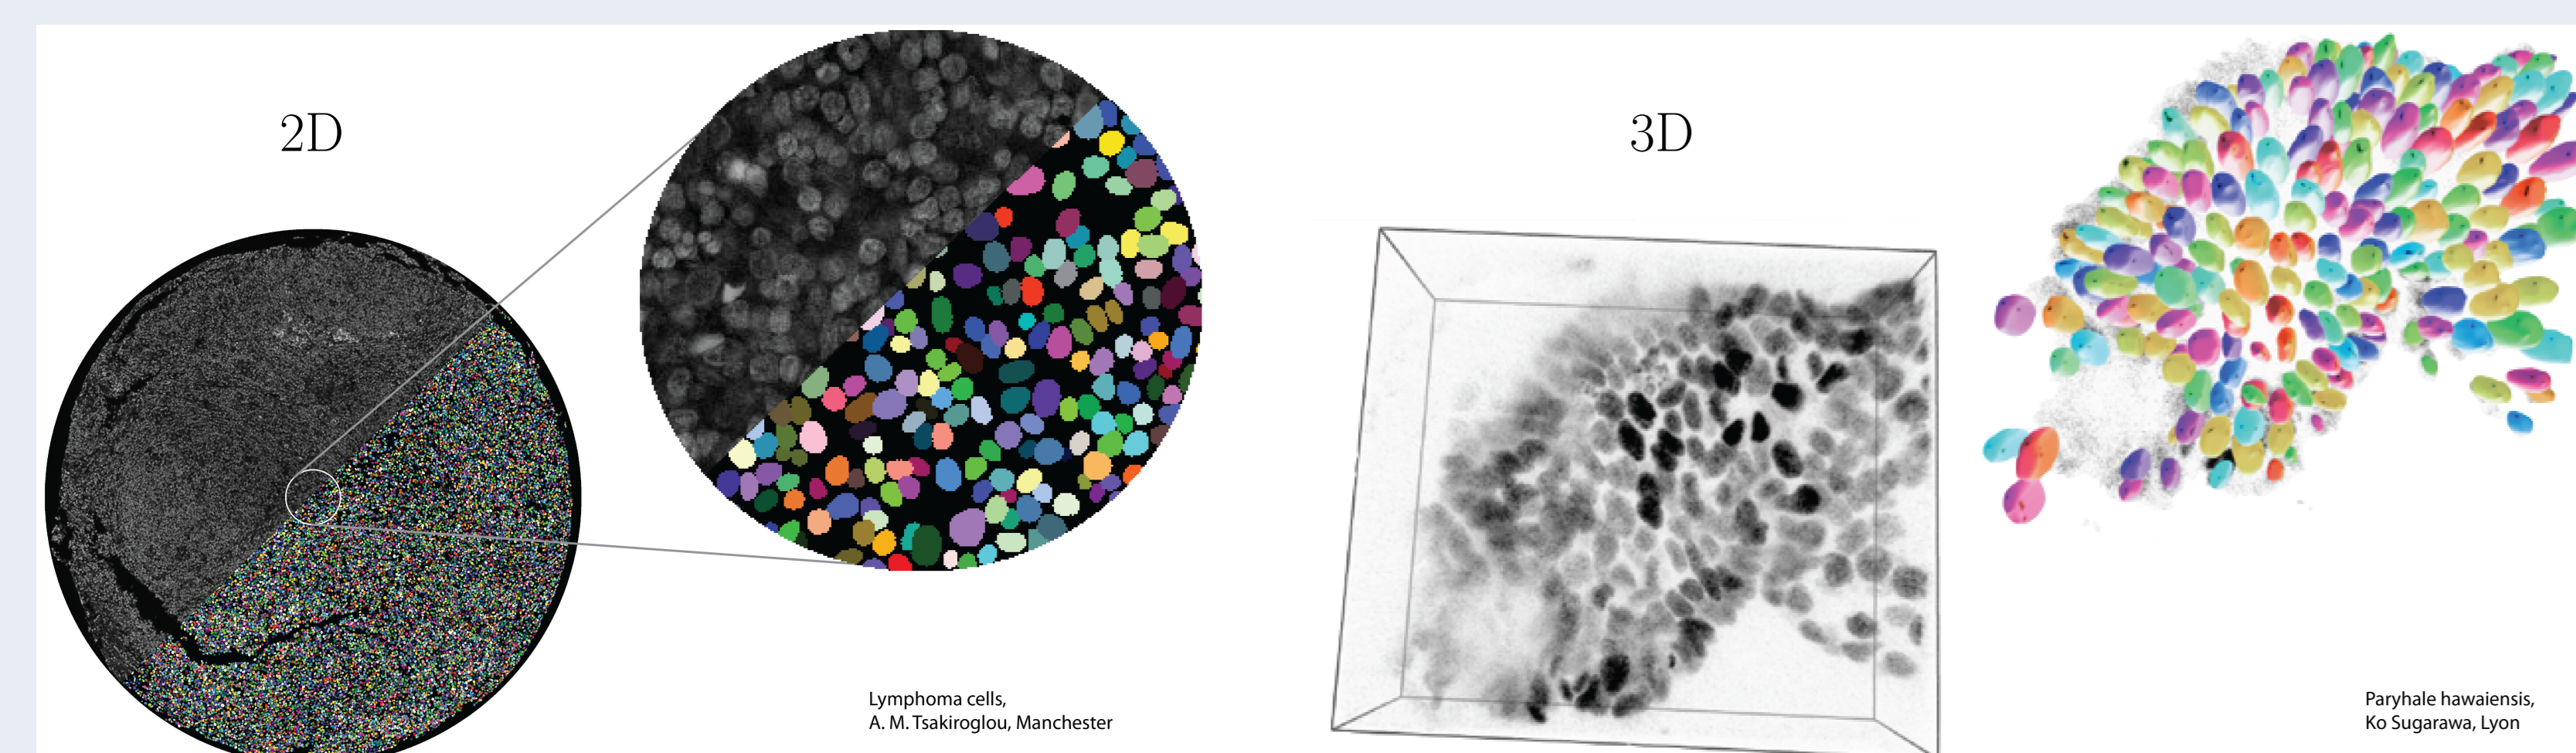 2D
3D
Lymphoma cells,
A. M. Tsakiroglou, Manchester
Paryhale hawaiensis,
Ko Sugarawa, Lyon